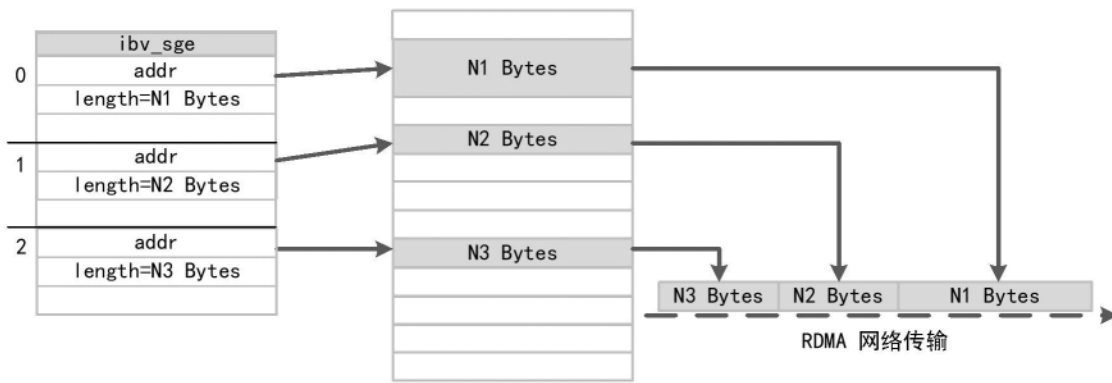 ibv_sge
0
addr
length=N1 Bytes
1
addr
length=N2 Bytes
2
addr
length=N3 Bytes
N1 Bytes
N2 Bytes
N3 Bytes
N3 Bytes N2 Bytes N1 Bytes
RDMA 网络传输